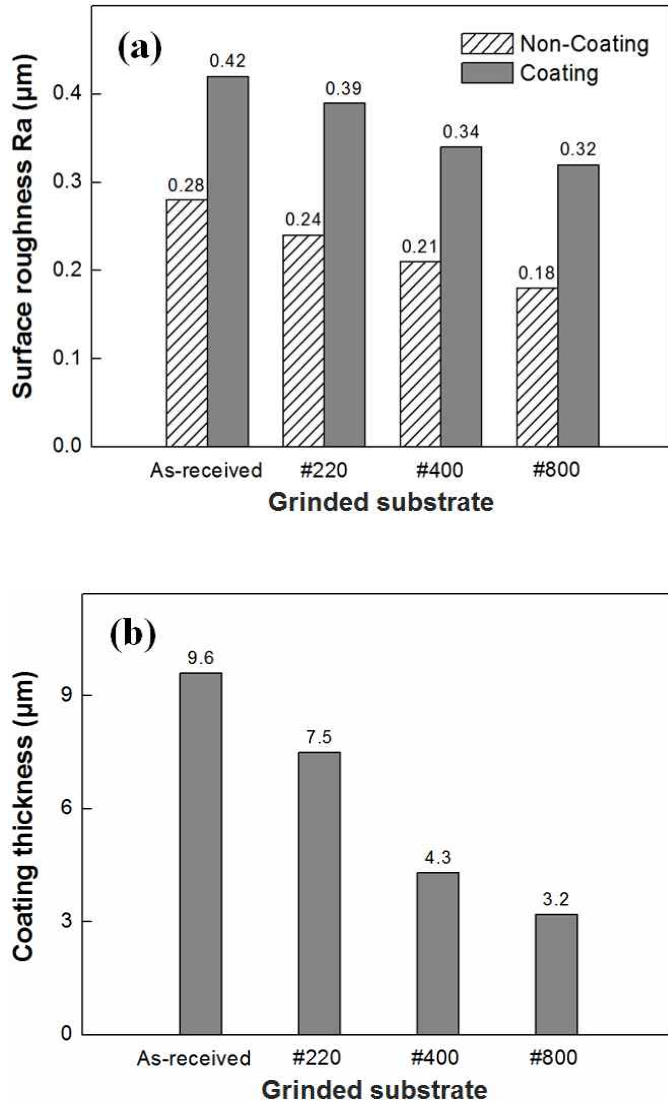 (a)
Non-Coating
Coating
Surface roughness Ra (μm)
0.4
0.3
0.2
0.1
0.0
0.28
0.42
0.24
0.39
0.21
0.34
0.18
0.32
As-received #220 #400 #800
Grinded substrate
(b)
Coating thickness (μm)
9
6
3
0
9.6
7.5
4.3
3.2
As-received #220 #400 #800
Grinded substrate